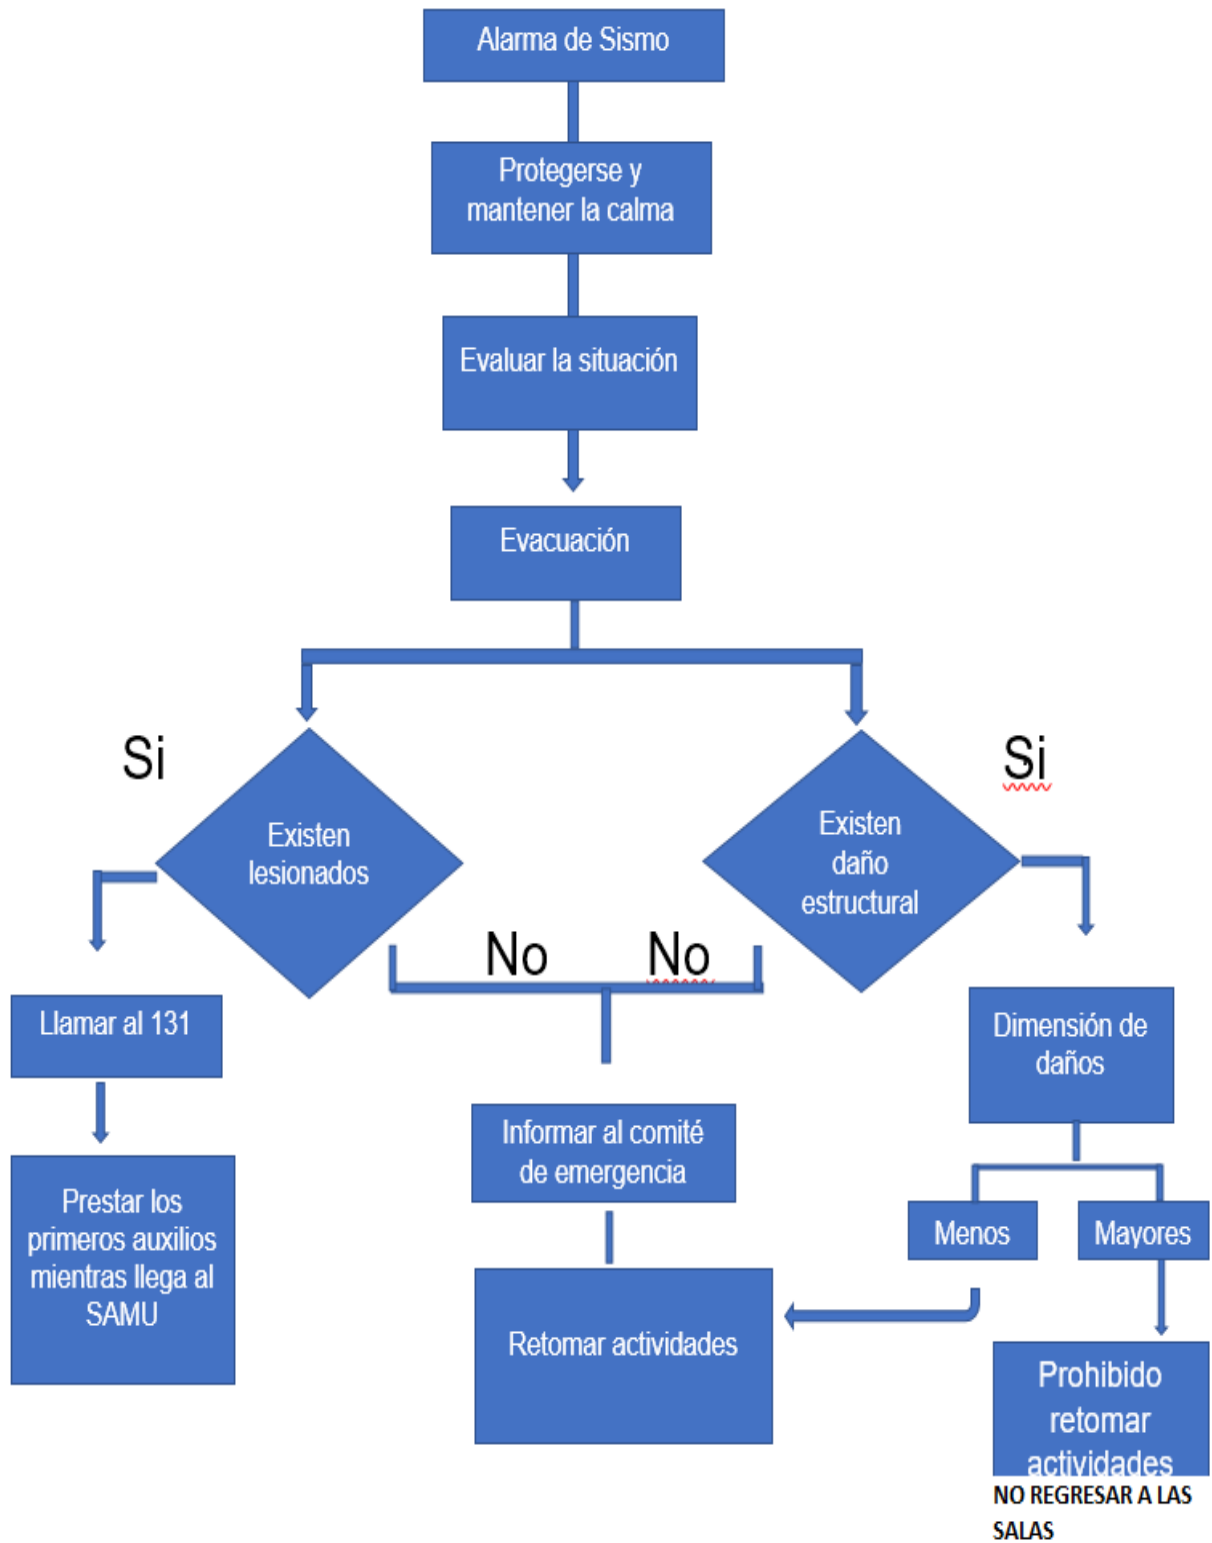 Alarma de Sismo
Protegerse y
mantener la calma
Evaluar la situación
Evacuación
Si
Existen
lesionados
Si
Existen
daño
estructural
No
No
Llamar al 131
Dimensión de
daños
Informar al comité
de emergencia
Prestar los
primeros auxilios
mientras llega al
SAMU
Menos
Mayores
Retomar actividades
Prohibido
retomar
actividades
NO REGRESAR A LAS
SALAS